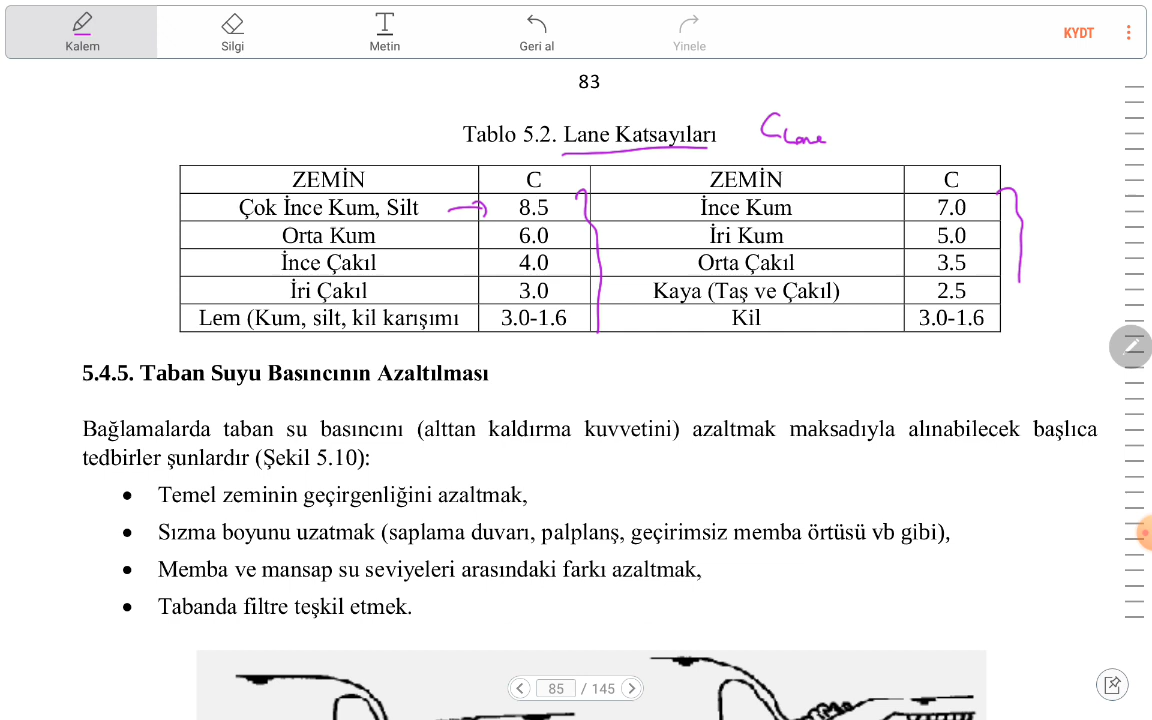 Kalem Silgi Metin Geri al Yinele KYDT
83
Tablo 5.2. Lane Katsayıları C Lane
ZEMİN C ZEMİN C
Çok İnce Kum, Silt 8.5 İnce Kum 7.0
Orta Kum 6.0 İri Kum 5.0
İnce Çakıl 4.0 Orta Çakıl 3.5
İri Çakıl 3.0 Kaya (Taş ve Çakıl) 2.5
Lem (Kum, silt, kil karışımı 3.0-1.6 Kil 3.0-1.6
5.4.5. Taban Suyu Basıncının Azaltılması
Bağlamalarda taban su basıncını (alttan kaldırma kuvvetini) azaltmak maksadıyla alınabilecek başlıca
tedbirler şunlardır (Şekil 5.10):
• Temel zeminin geçirgenliğini azaltmak,
• Sızma boyunu uzatmak (saplama duvarı, palplanş, geçirimsiz memba örtüsü vb gibi),
• Memba ve mansap su seviyeleri arasındaki farkı azaltmak,
• Tabanda filtre teşkil etmek.
85 / 145